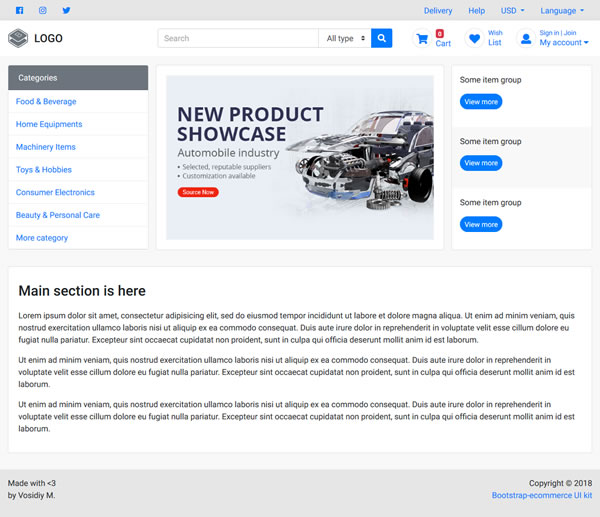 Delivery Help USD Language
LOGO
Search
All type
0
Cart
Wish
List
Sign in | Join
My account
Categories
Food & Beverage
Home Equipments
Machinery Items
Toys & Hobbies
Consumer Electronics
Beauty & Personal Care
More category
NEW PRODUCT
SHOWCASE
Automobile industry
• Selected, reputable suppliers
• Customization available
Source Now
Some item group
View more
Some item group
View more
Some item group
View more
Main section is here
Lorem ipsum dolor sit amet, consectetur adipisicing elit, sed do eiusmod tempor incididunt ut labore et dolore magna aliqua. Ut enim ad minim veniam, quis
nostrud exercitation ullamco laboris nisi ut aliquip ex ea commodo consequat. Duis aute irure dolor in reprehenderit in voluptate velit esse cillum dolore eu
fugiat nulla pariatur. Excepteur sint occaecat cupidatat non proident, sunt in culpa qui officia deserunt mollit anim id est laborum.
Ut enim ad minim veniam, quis nostrud exercitation ullamco laboris nisi ut aliquip ex ea commodo consequat. Duis aute irure dolor in reprehenderit in
voluptate velit esse cillum dolore eu fugiat nulla pariatur. Excepteur sint occaecat cupidatat non proident, sunt in culpa qui officia deserunt mollit anim id est
laborum.
Ut enim ad minim veniam, quis nostrud exercitation ullamco laboris nisi ut aliquip ex ea commodo consequat. Duis aute irure dolor in reprehenderit in
voluptate velit esse cillum dolore eu fugiat nulla pariatur. Excepteur sint occaecat cupidatat non proident, sunt in culpa qui officia deserunt mollit anim id est
laborum.
Made with <3
by Vosidiy M.
Copyright © 2018
Bootstrap-ecommerce UI kit